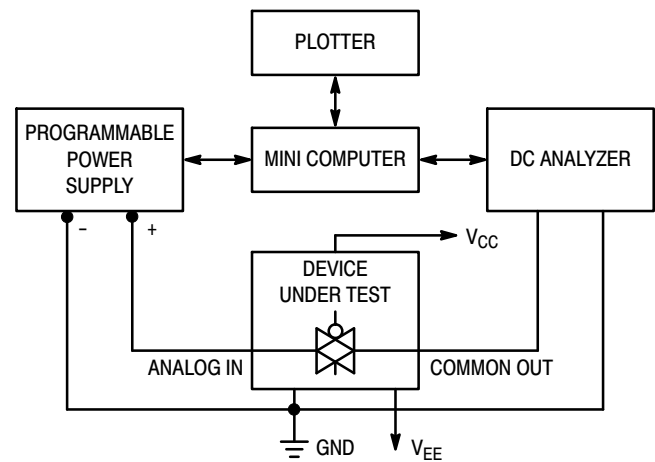 PLOTTER
PROGRAMMABLE
POWER
SUPPLY
MINI COMPUTER
DC ANALYZER
– +
VCC
DEVICE
UNDER TEST
ANALOG IN
COMMON OUT
GND
VEE